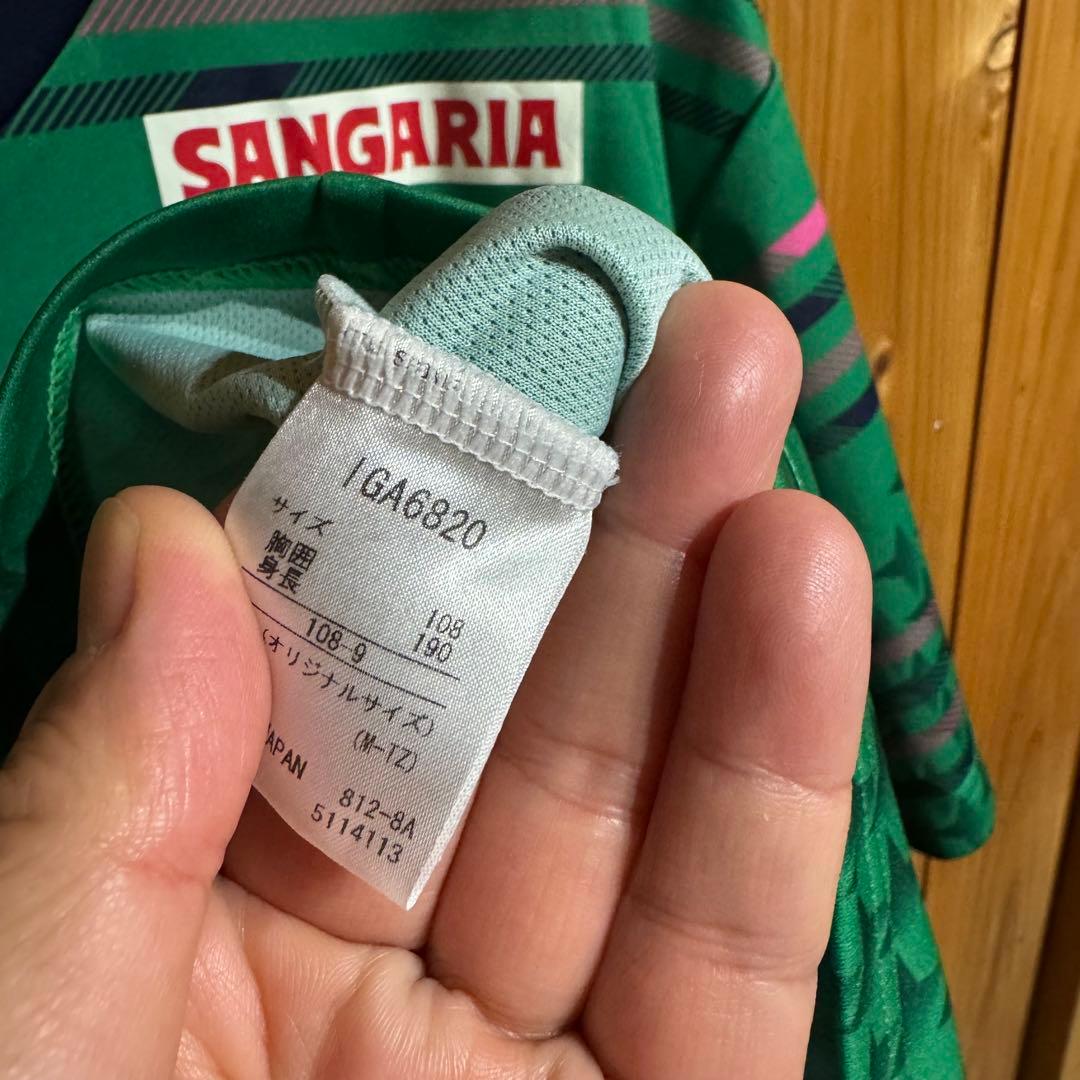 SANGARIA
IGA6820
サイズ
胸囲 108
身長 190
108-9
(オリジナルサイズ)
(M-TZ)
JAPAN
812-8A
5114113